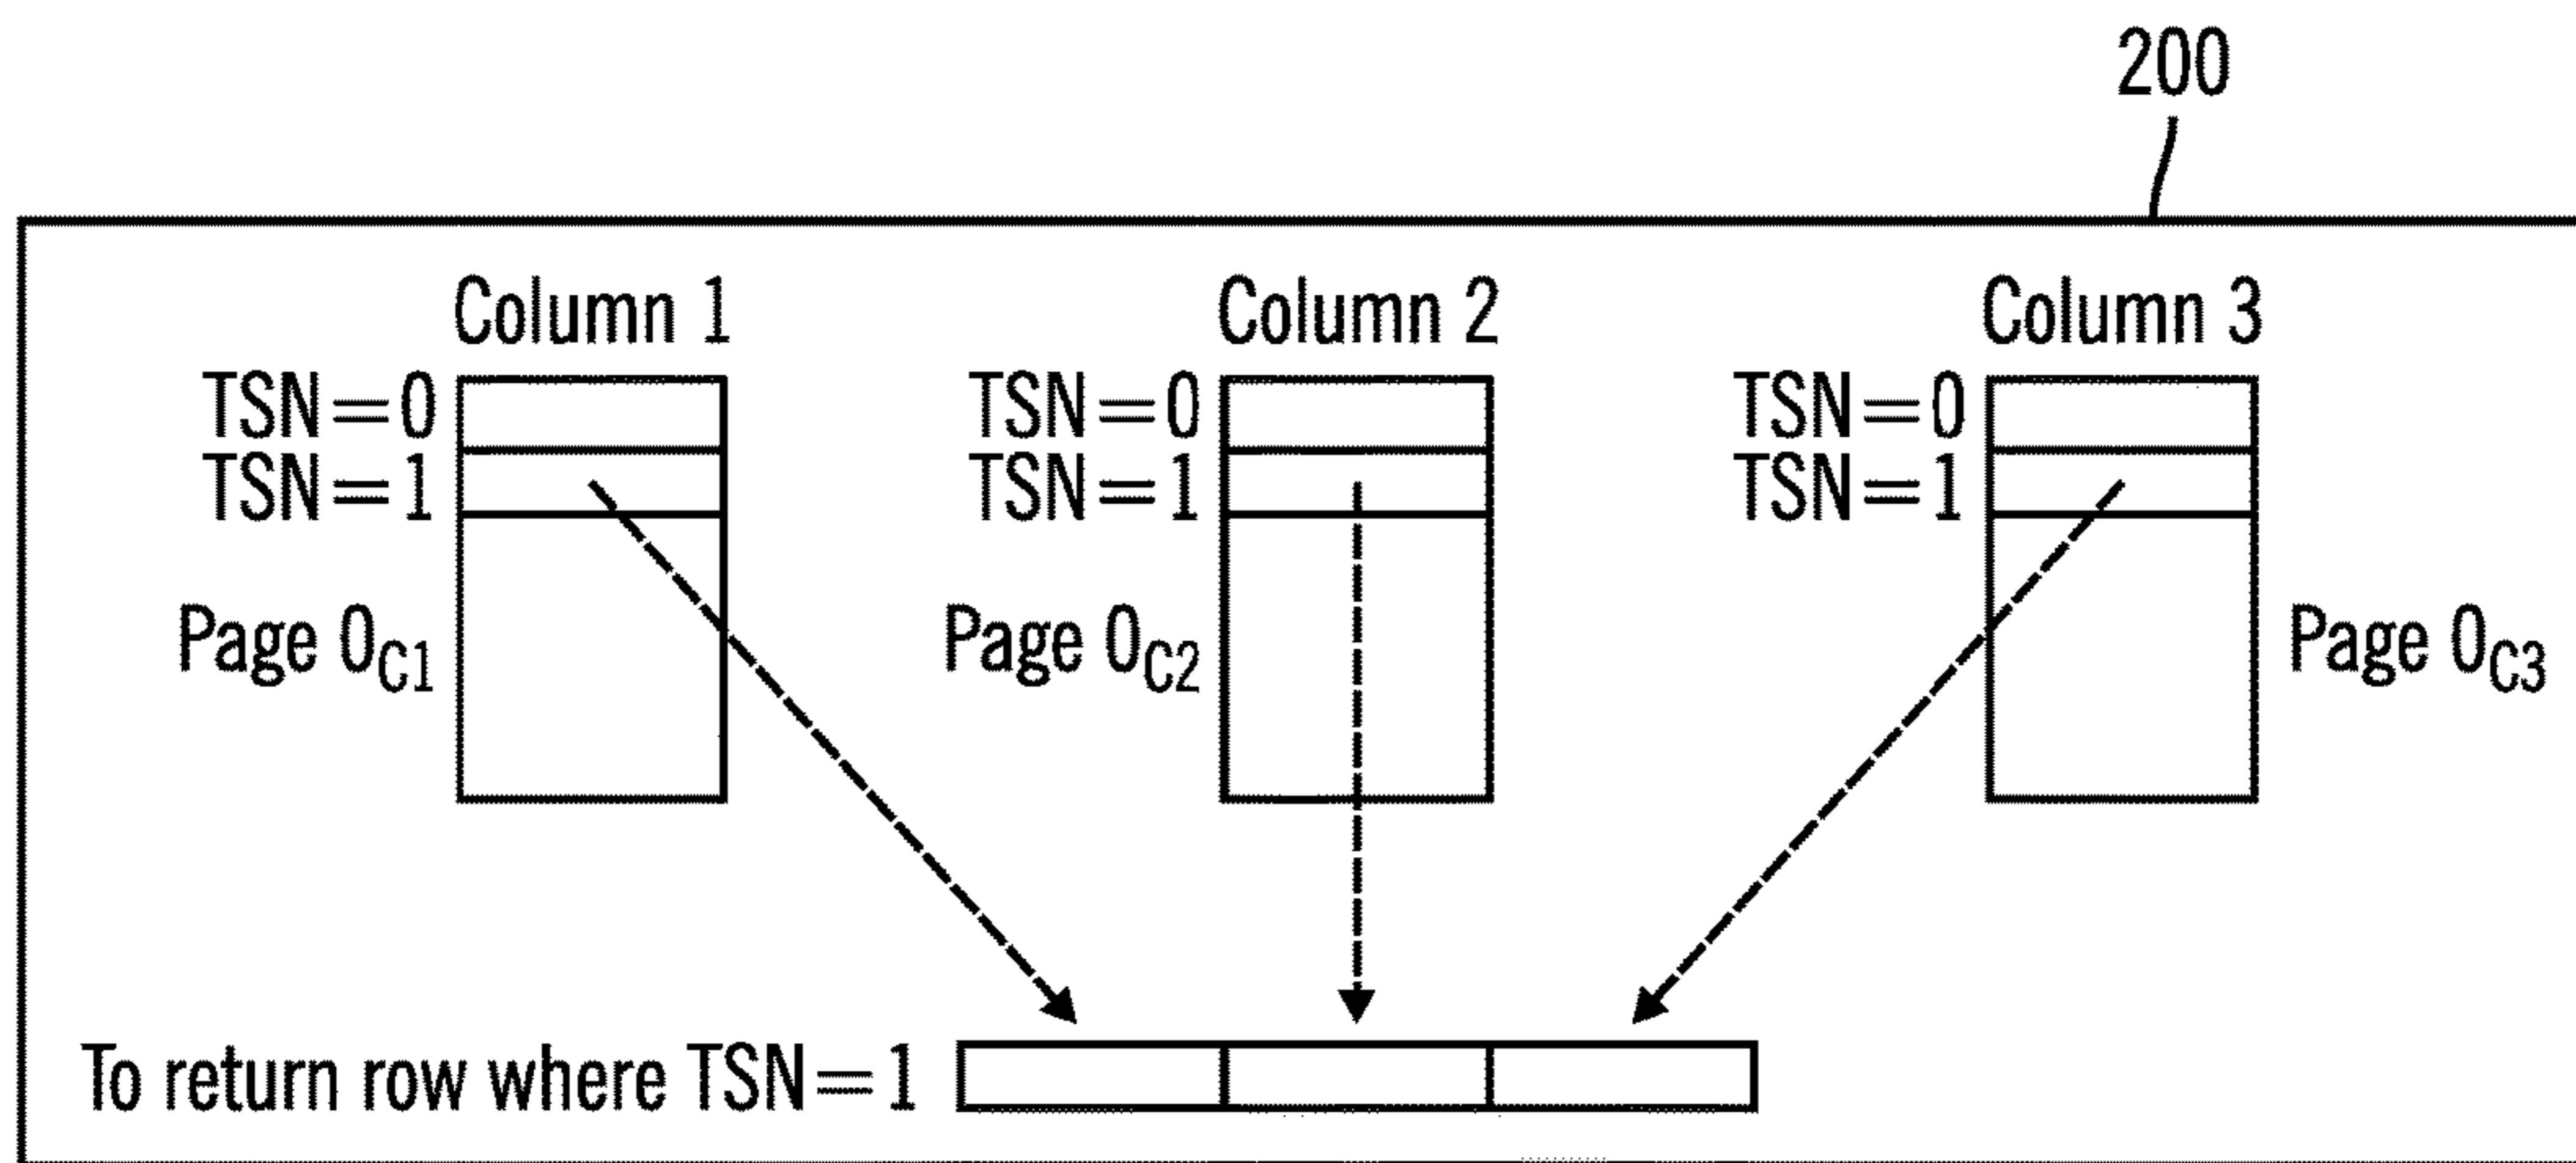 200
Column 1 Column 2 Column 3
TSN=0 TSN=0 TSN=0
TSN=1 TSN=1 TSN=1
Page 0C1 Page 0C2 Page 0C3
To return row where TSN=1